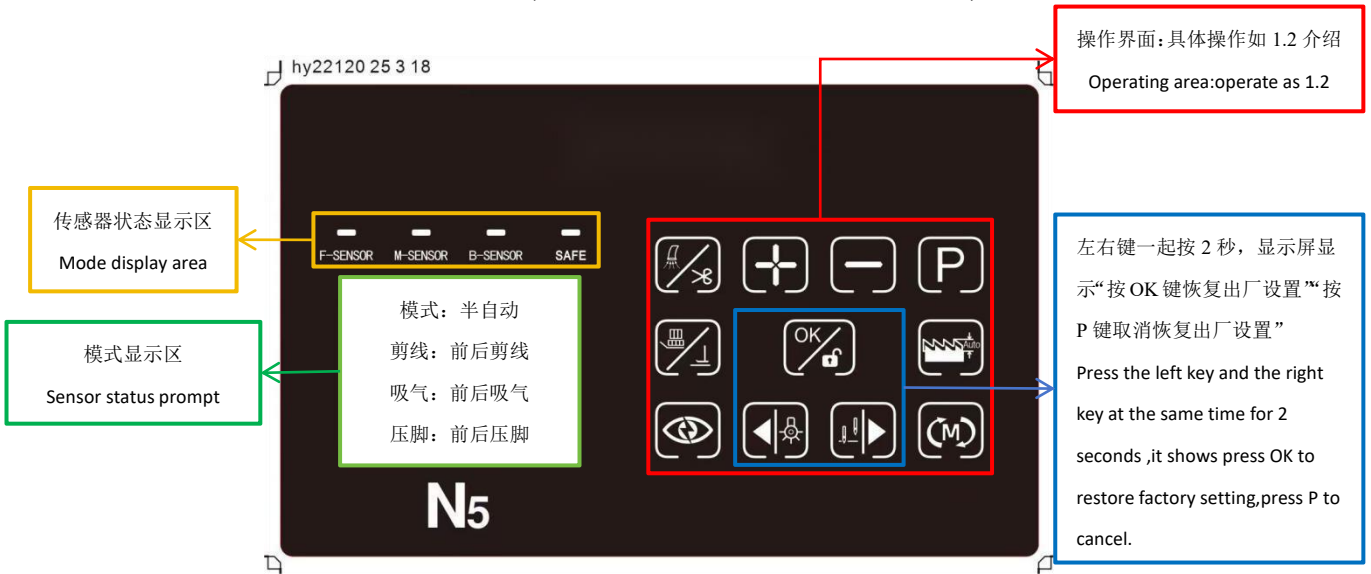 操作界面：具体操作如 1.2 介绍
Operating area:operate as 1.2
hy22120 25 3 18
传感器状态显示区
Mode display area
F-SENSOR M-SENSOR B-SENSOR SAFE
模式：半自动
剪线：前后剪线
吸气：前后吸气
压脚：前后压脚
模式显示区
Sensor status prompt
P
OK
Auto
M
N5
左右键一起按 2 秒，显示屏显
示“按 OK 键恢复出厂设置”“按
P 键取消恢复出厂设置”
Press the left key and the right
key at the same time for 2
seconds ,it shows press OK to
restore factory setting,press P to
cancel.